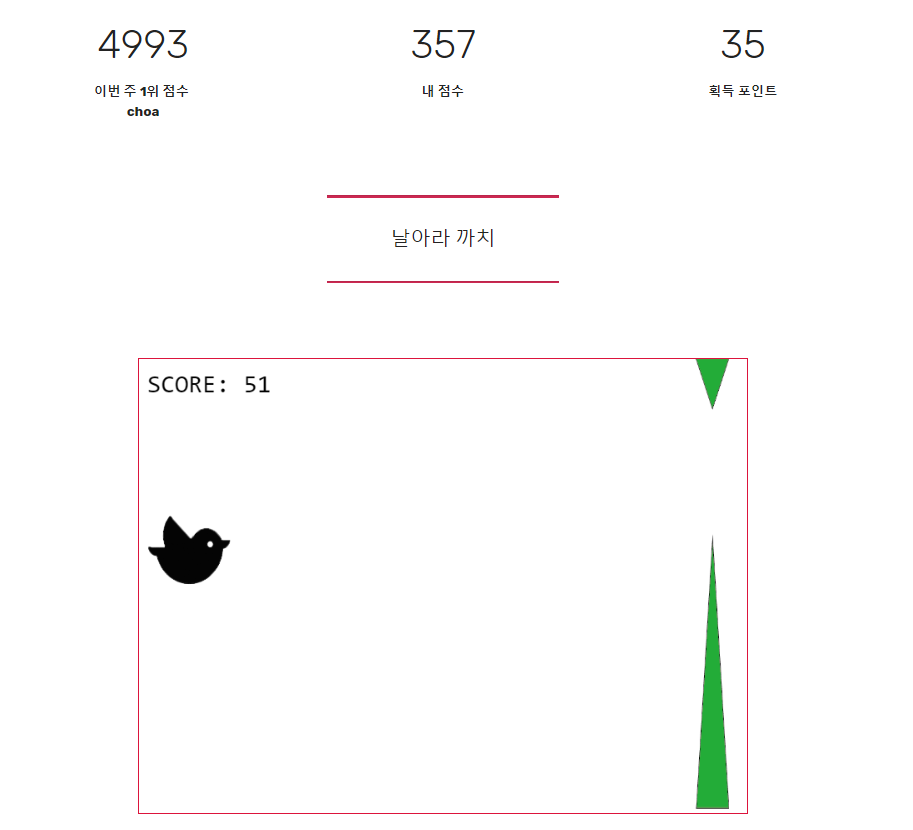 4993
이번 주 1위 점수
choa
357
내 점수
35
획득 포인트
날아라 까치
SCORE: 51